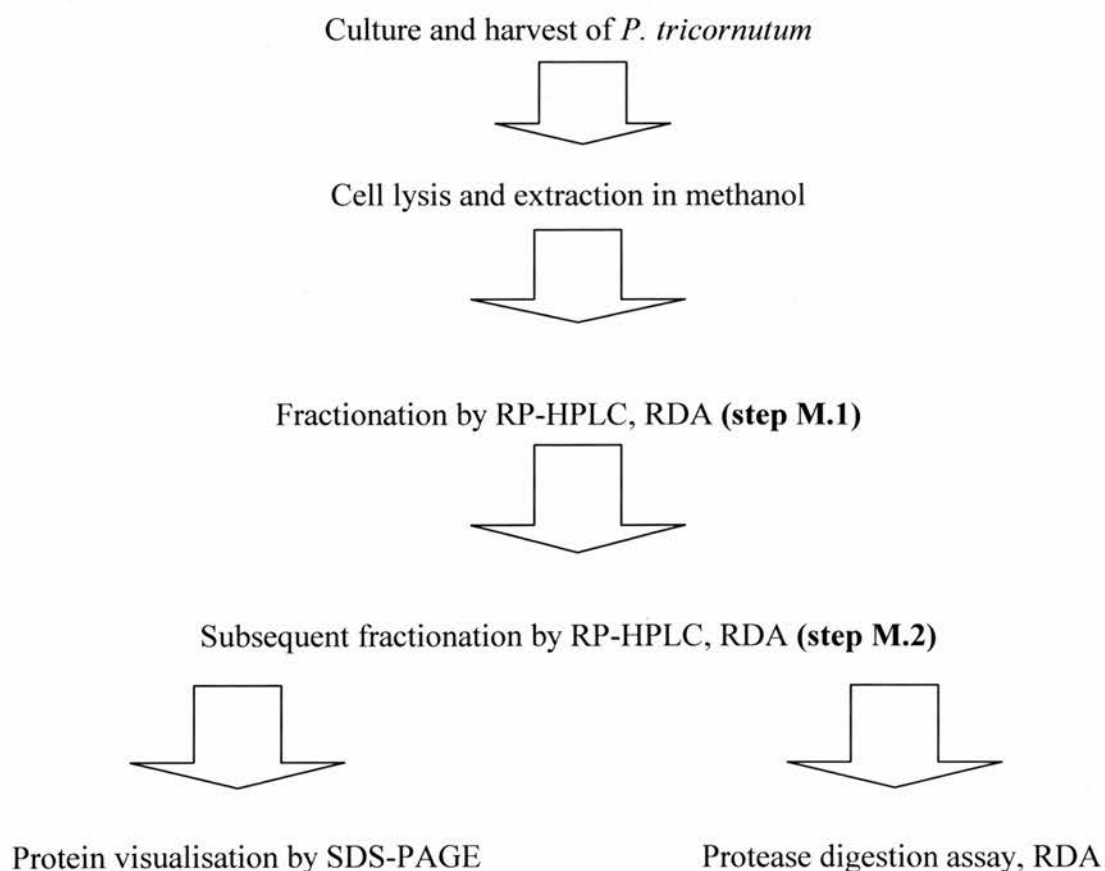 Culture and harvest of P. tricornutum
Cell lysis and extraction in methanol
Fractionation by RP-HPLC, RDA (step M.1)
Subsequent fractionation by RP-HPLC, RDA (step M.2)
Protein visualisation by SDS-PAGE
Protease digestion assay, RDA